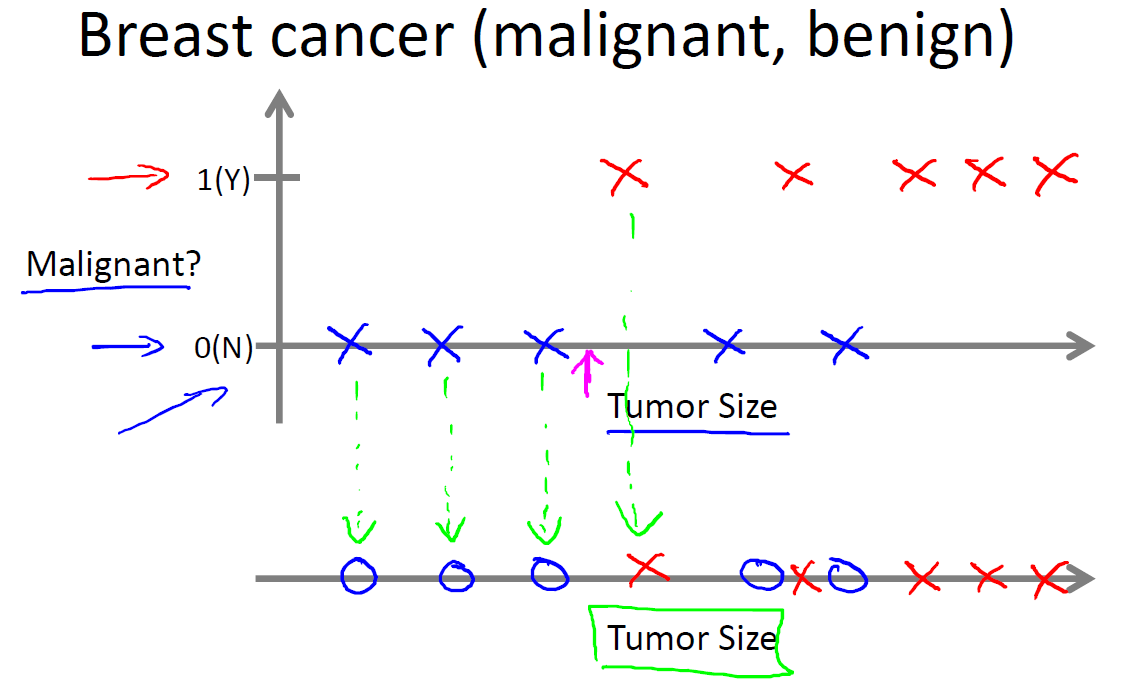 Breast cancer (malignant, benign)
1(Y)
Malignant?
0(N)
Tumor Size
Tumor Size